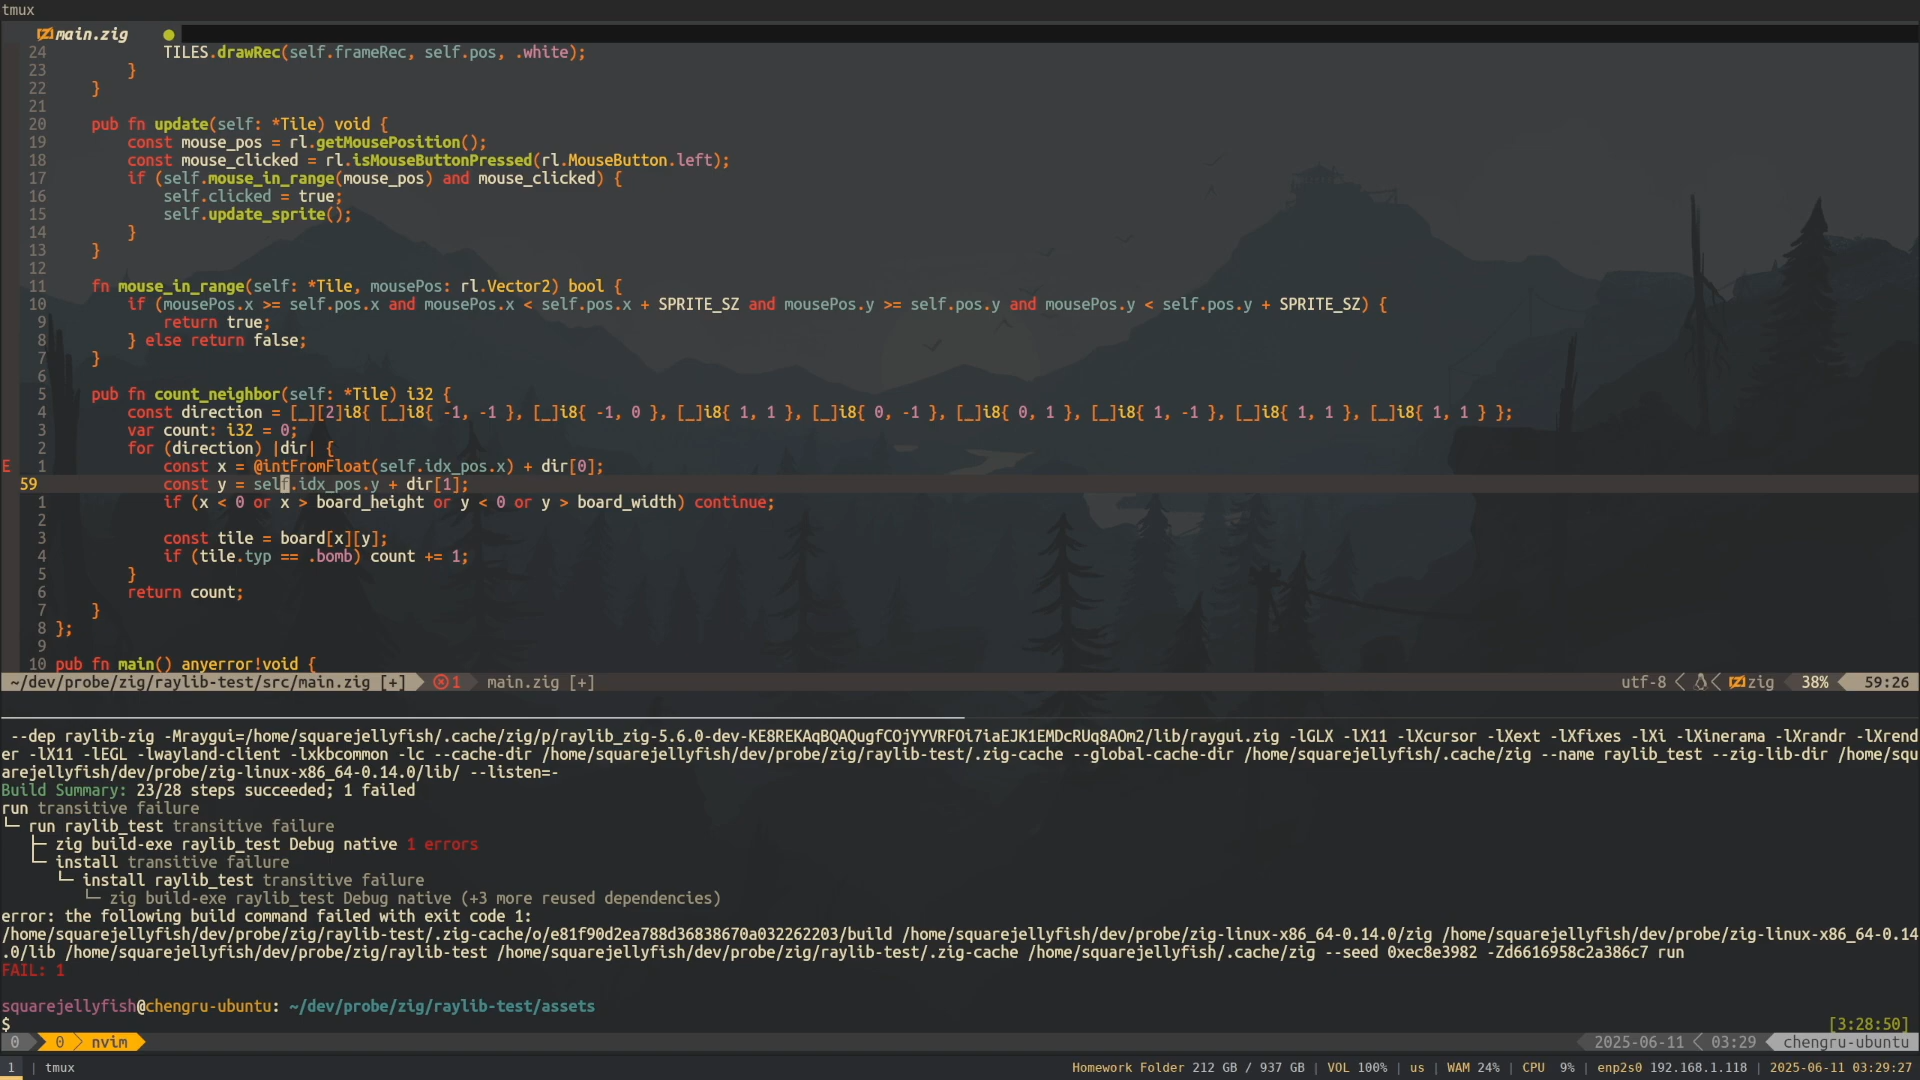 tmux
main.zig ●
24 TILES.drawRec(self.frameRec, self.pos, .white);
23 }
22 }
21
20 pub fn update(self: *Tile) void {
19 const mouse_pos = rl.getMousePosition();
18 const mouse_clicked = rl.isMouseButtonPressed(rl.MouseButton.left);
17 if (self.mouse_in_range(mouse_pos) and mouse_clicked) {
16 self.clicked = true;
15 self.update_sprite();
14 }
13 }
12
11 fn mouse_in_range(self: *Tile, mousePos: rl.Vector2) bool {
10 if (mousePos.x >= self.pos.x and mousePos.x < self.pos.x + SPRITE_SZ and mousePos.y >= self.pos.y and mousePos.y < self.pos.y + SPRITE_SZ) {
9 return true;
8 } else return false;
7 }
6
5 pub fn count_neighbor(self: *Tile) i32 {
4 const direction = [_][2]i8{ [_]i8{ -1, -1 }, [_]i8{ -1, 0 }, [_]i8{ 1, 1 }, [_]i8{ 0, -1 }, [_]i8{ 0, 1 }, [_]i8{ 1, -1 }, [_]i8{ 1, 1 }, [_]i8{ 1, 1 } };
3 var count: i32 = 0;
2 for (direction) |dir| {
E 1 const x = @intFromFloat(self.idx_pos.x) + dir[0];
59 const y = self.idx_pos.y + dir[1];
1 if (x < 0 or x > board_height or y < 0 or y > board_width) continue;
2
3 const tile = board[x][y];
4 if (tile.typ == .bomb) count += 1;
5 }
6 return count;
7 }
8 };
9
10 pub fn main() anyerror!void {
~/dev/probe/zig/raylib-test/src/main.zig [+] 1 main.zig [+] utf-8 < < zig 38% 59:26
--dep raylib-zig -Mraygui=/home/squarejellyfish/.cache/zig/p/raylib_zig-5.6.0-dev-KE8REKAqBQAQugfCOjYYVRFOi7iaEJK1EMDcRUq8AOm2/lib/raygui.zig -lGLX -lX11 -lXcursor -lXext -lXfixes -lXi -lXinerama -lXrandr -lXrend
er -lX11 -lEGL -lwayland-client -lxkbcommon -lc --cache-dir /home/squarejellyfish/dev/probe/zig/raylib-test/.zig-cache --global-cache-dir /home/squarejellyfish/.cache/zig --name raylib_test --zig-lib-dir /home/squ
arejellyfish/dev/probe/zig-linux-x86_64-0.14.0/lib/ --listen=-
Build Summary: 23/28 steps succeeded; 1 failed
run transitive failure
└─ run raylib_test transitive failure
├─ zig build-exe raylib_test Debug native 1 errors
└─ install transitive failure
└─ install raylib_test transitive failure
└─ zig build-exe raylib_test Debug native (+3 more reused dependencies)
error: the following build command failed with exit code 1:
/home/squarejellyfish/dev/probe/zig/raylib-test/.zig-cache/o/e81f90d2ea788d36838670a032262203/build /home/squarejellyfish/dev/probe/zig-linux-x86_64-0.14.0/zig /home/squarejellyfish/dev/probe/zig-linux-x86_64-0.14
.0/lib /home/squarejellyfish/dev/probe/zig/raylib-test /home/squarejellyfish/dev/probe/zig/raylib-test/.zig-cache /home/squarejellyfish/.cache/zig --seed 0xec8e3982 -Zd6616958c2a386c7 run
FAIL: 1
squarejellyfish@chengru-ubuntu: ~/dev/probe/zig/raylib-test/assets
$ [3:28:50]
0 0 nvim 2025-06-11 < 03:29 chengru-ubuntu
1 | tmux Homework Folder 212 GB / 937 GB | VOL 100% | us | WAM 24% | CPU 9% | enp2s0 192.168.1.118 | 2025-06-11 03:29:27